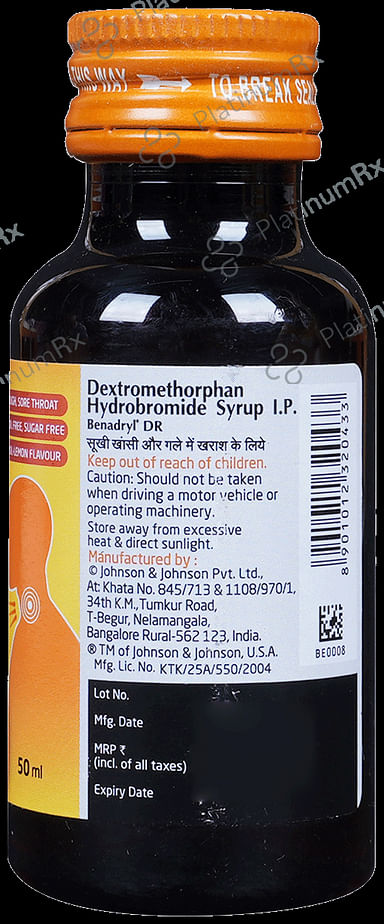 THIS WAY TO BREAK SEAL
PlatinumRx
PlatinumRx
PlatinumRx
PlatinumRx
SORE THROAT
FREE, SUGAR FREE
LEMON FLAVOUR
50 ml
Dextromethorphan
Hydrobromide Syrup I.P.
Benadryl® DR
सूखी खांसी और गले में खराश के लिये
Keep out of reach of children.
Caution: Should not be taken
when driving a motor vehicle or
operating machinery.
Store away from excessive
heat & direct sunlight.
Manufactured by :
© Johnson & Johnson Pvt. Ltd.,
At: Khata No. 845/713 & 1108/970/1,
34th K.M., Tumkur Road,
T-Begur, Nelamangala,
Bangalore Rural-562 123, India.
® TM of Johnson & Johnson, U.S.A.
Mfg. Lic. No. KTK/25A/550/2004
8 901012 320433
BE0008
Lot No.
Mfg. Date
MRP ₹
(incl. of all taxes)
Expiry Date